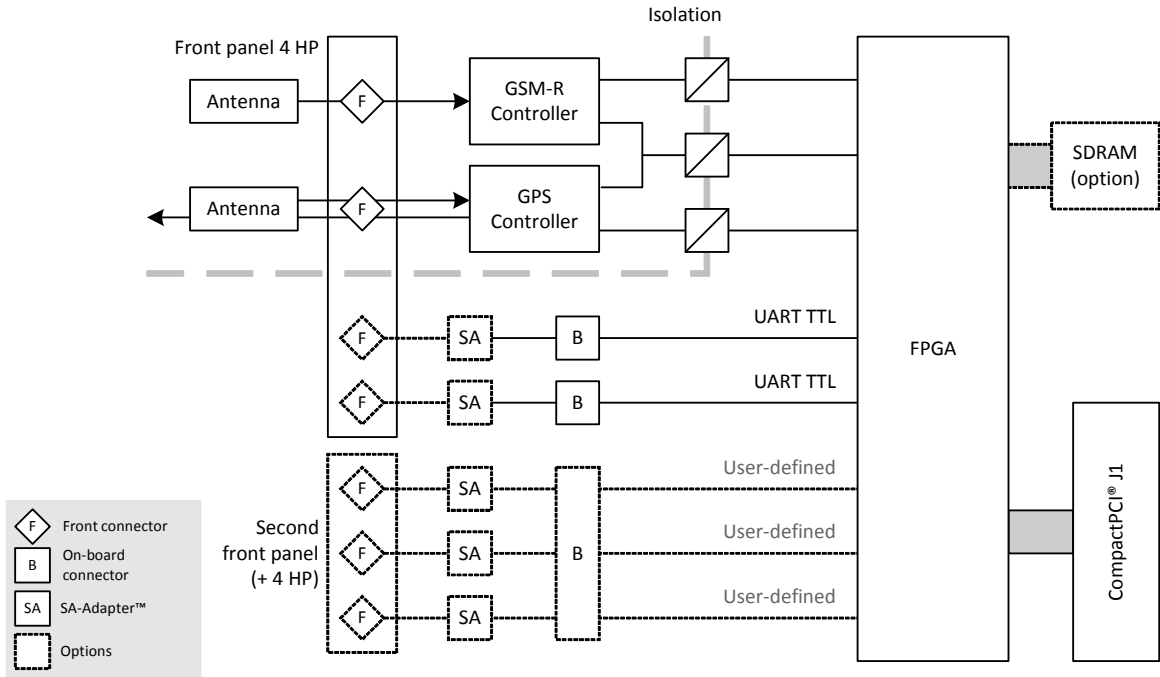 Isolation
Front panel 4 HP
Antenna
F
GSM-R
Controller
Antenna
F
GPS
Controller
SDRAM
(option)
FPGA
F
SA
B
UART TTL
F
SA
B
UART TTL
CompactPCI® J1
Second
front panel
(+ 4 HP)
F
SA
User-defined
F
SA
B
User-defined
F
SA
User-defined
F
Front connector
B
On-board
connector
SA
SA-Adapter™
Options